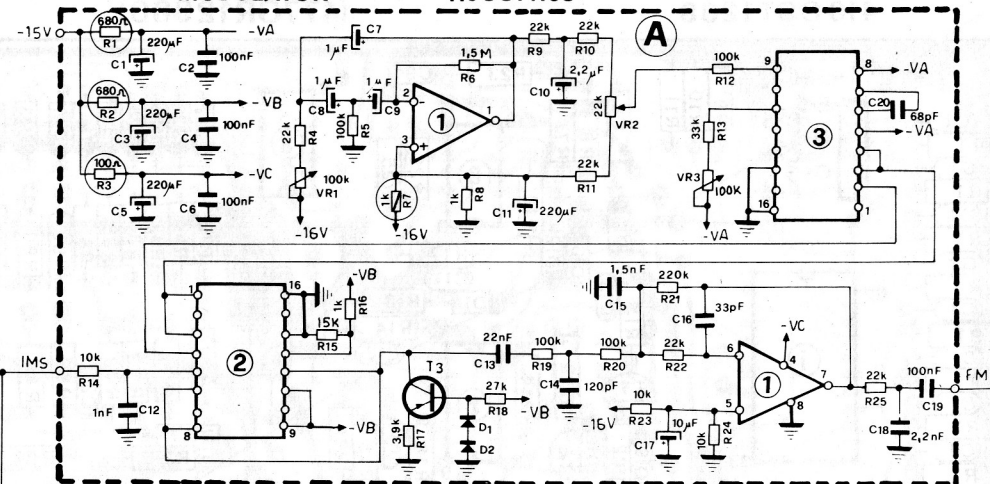 -15V
680Ω
R1
220µF
C1
C2
100nF
-VA
680Ω
R2
220µF
C3
C4
100nF
-VB
100Ω
R3
220µF
C5
C6
100nF
-VC
C7
1µF
1µF
C8
1µF
C9
1,5M
R6
22k
R4
100k
R5
100k
VR1
-16V
2
-
3
+
1
1k
R7
-16V
1k
R8
C11
220µF
22k
R9
22k
R10
2,2µF
C10
22k
VR2
22k
R11
A
100k
R12
33k
R13
VR3
100K
-VA
9
8
16
1
3
-VA
C20
68pF
-VA
IMS
10k
R14
1nF
C12
1
16
8
9
2
-VB
1k
R16
15K
R15
-VB
T3
3,9k
R17
27k
R18
-VB
D1
D2
22nF
C13
100k
R19
C14
120pF
100k
R20
1,5nF
C15
220k
R21
33pF
C16
22k
R22
6
5
1
-VC
4
7
8
10k
R23
-16V
10µF
C17
10k
R24
22k
R25
100nF
C19
C18
2,2nF
FM